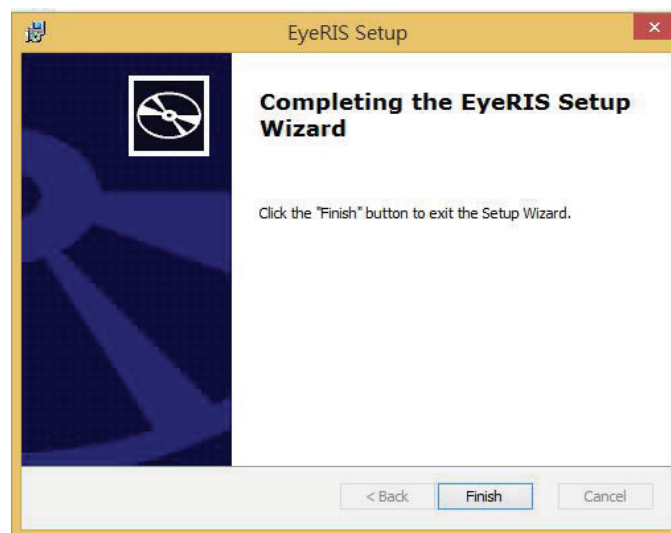 EyeRIS Setup
Completing the EyeRIS Setup
Wizard
Click the "Finish" button to exit the Setup Wizard.
< Back
Finish
Cancel